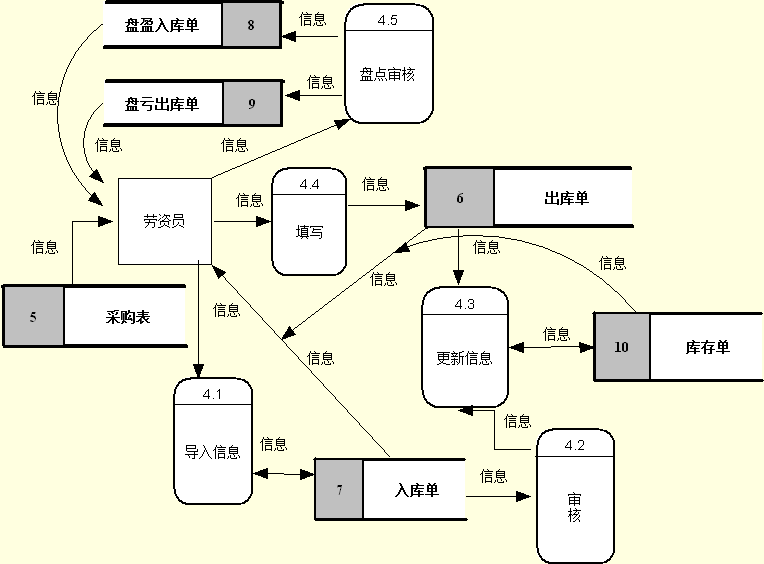 盘盈入库单 8
信息
4.5
盘点审核
信息
盘亏出库单 9
信息
信息
信息
4.4
填写
信息
6 出库单
劳资员
信息
信息
信息
信息
信息
5 采购表
信息
信息
4.3
更新信息
信息
10 库存单
信息
4.1
导入信息
信息
7 入库单
信息
信息
4.2
审
核